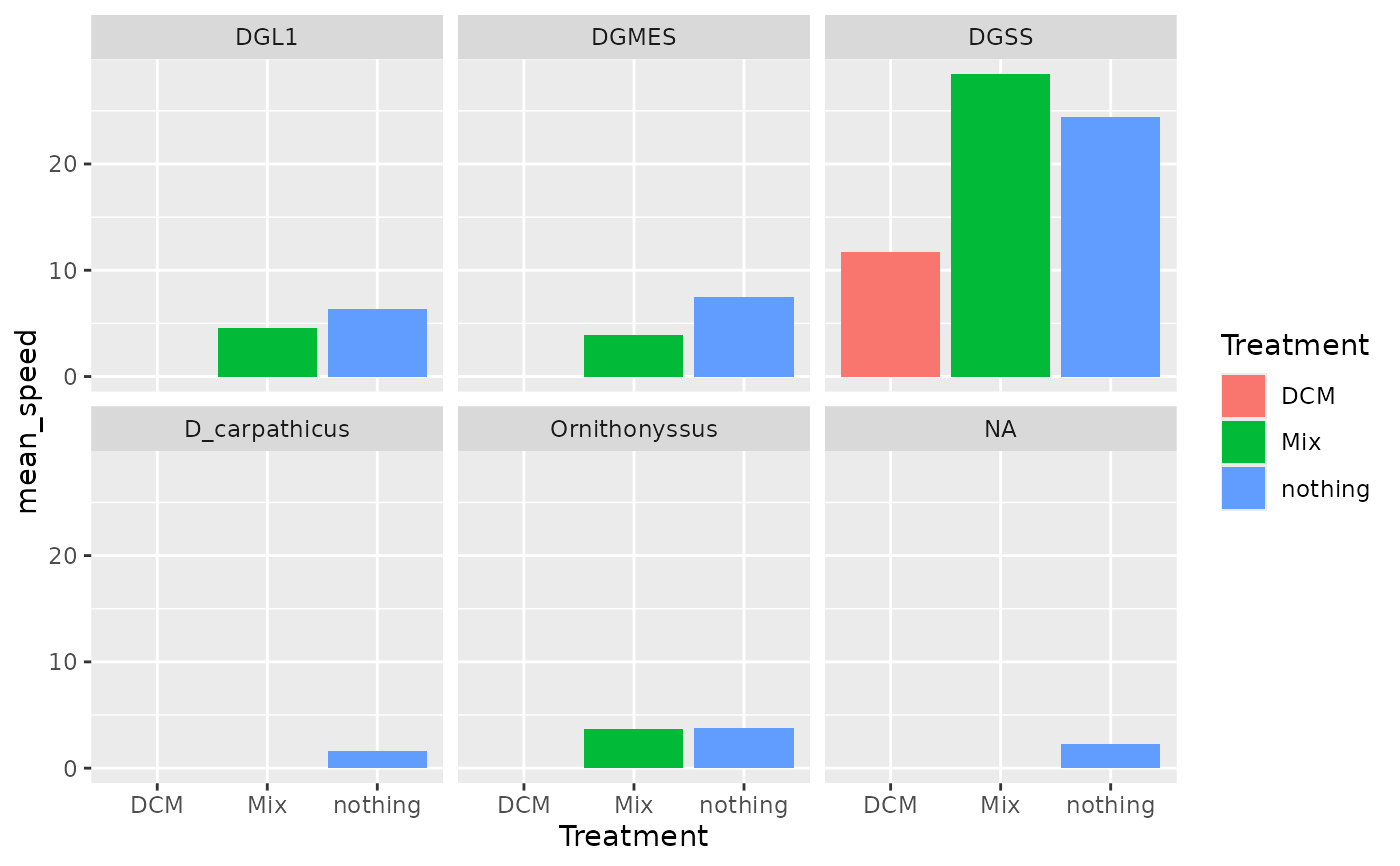 DGL1 DGMES DGSS
20
10
0
D_carpathicus Ornithonyssus NA
20
10
0
DCM Mix nothing DCM Mix nothing DCM Mix nothing
Treatment
mean_speed
Treatment
DCM
Mix
nothing